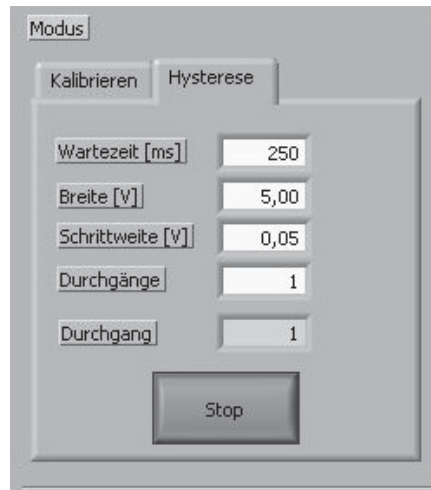 Modus
Kalibrieren Hysterese
Wartezeit [ms] 250
Breite [V] 5,00
Schrittweite [V] 0,05
Durchgänge 1
Durchgang 1
Stop